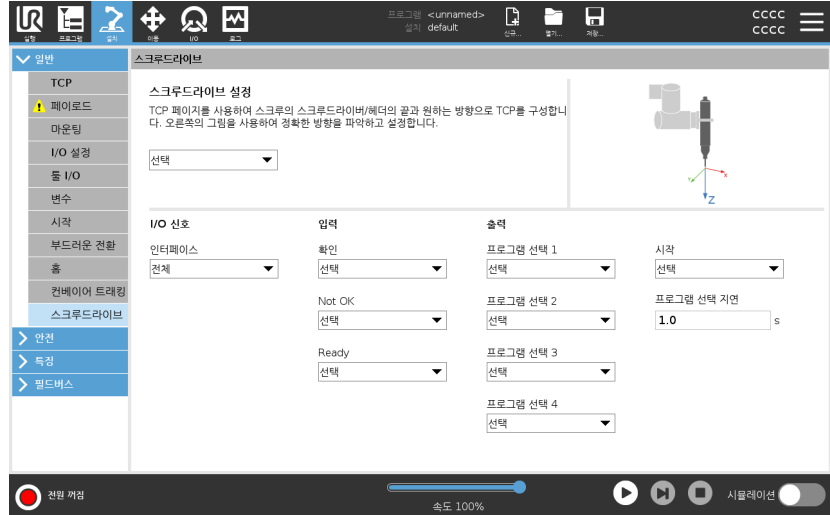 UR
실행
프로그램
설치
이동
I/O
로그
프로그램 <unnamed>
설치 default
신규...
열기...
저장...
CCCC
CCCC
일반
TCP
페이로드
마운팅
I/O 설정
툴 I/O
변수
시작
부드러운 전환
홈
컨베이어 트래킹
스크루드라이브
안전
특징
필드버스
스크루드라이브
스크루드라이브 설정
TCP 페이지를 사용하여 스크루의 스크루드라이버/헤더의 끝과 원하는 방향으로 TCP를 구성합니
다. 오른쪽의 그림을 사용하여 정확한 방향을 파악하고 설정합니다.
선택
Y
X
Z
I/O 신호
입력
출력
인터페이스
확인
프로그램 선택 1
시작
전체
선택
선택
선택
Not OK
프로그램 선택 2
프로그램 선택 지연
선택
선택
1.0
s
Ready
프로그램 선택 3
선택
선택
프로그램 선택 4
선택
전원 꺼짐
속도 100%
시뮬레이션